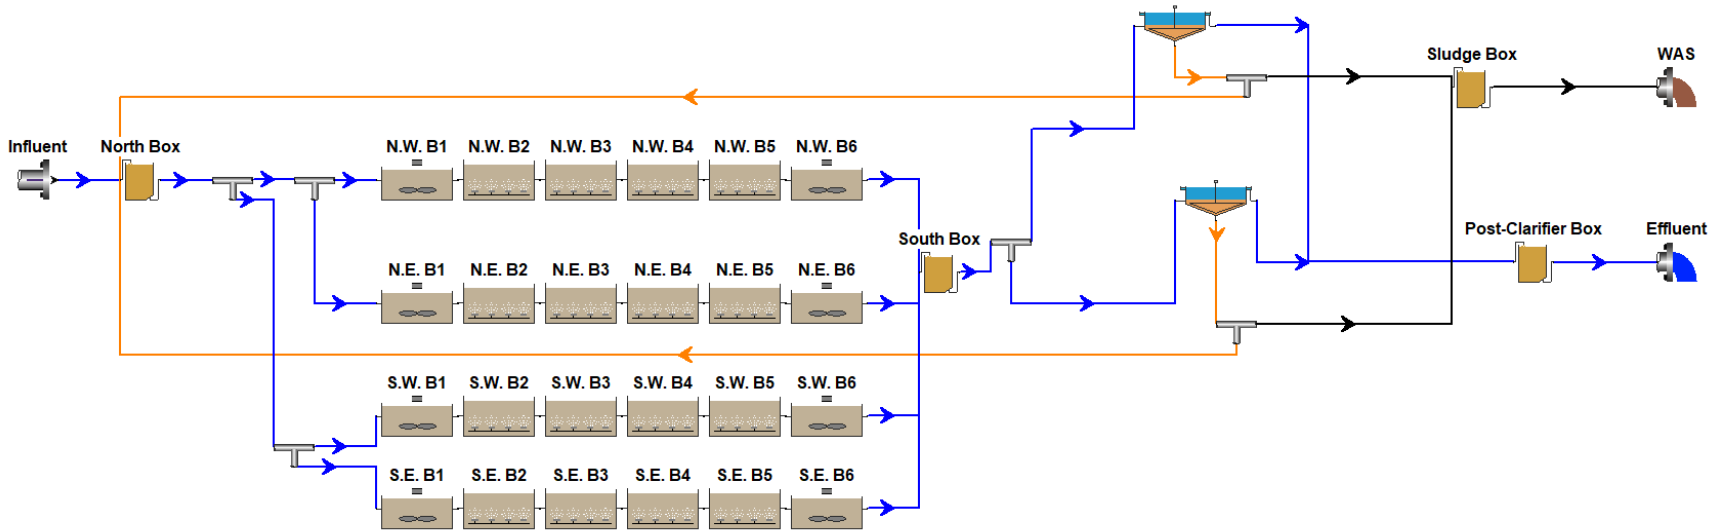 Sludge Box
WAS
Influent
North Box
N.W. B1
N.W. B2
N.W. B3
N.W. B4
N.W. B5
N.W. B6
South Box
Post-Clarifier Box
Effluent
N.E. B1
N.E. B2
N.E. B3
N.E. B4
N.E. B5
N.E. B6
S.W. B1
S.W. B2
S.W. B3
S.W. B4
S.W. B5
S.W. B6
S.E. B1
S.E. B2
S.E. B3
S.E. B4
S.E. B5
S.E. B6